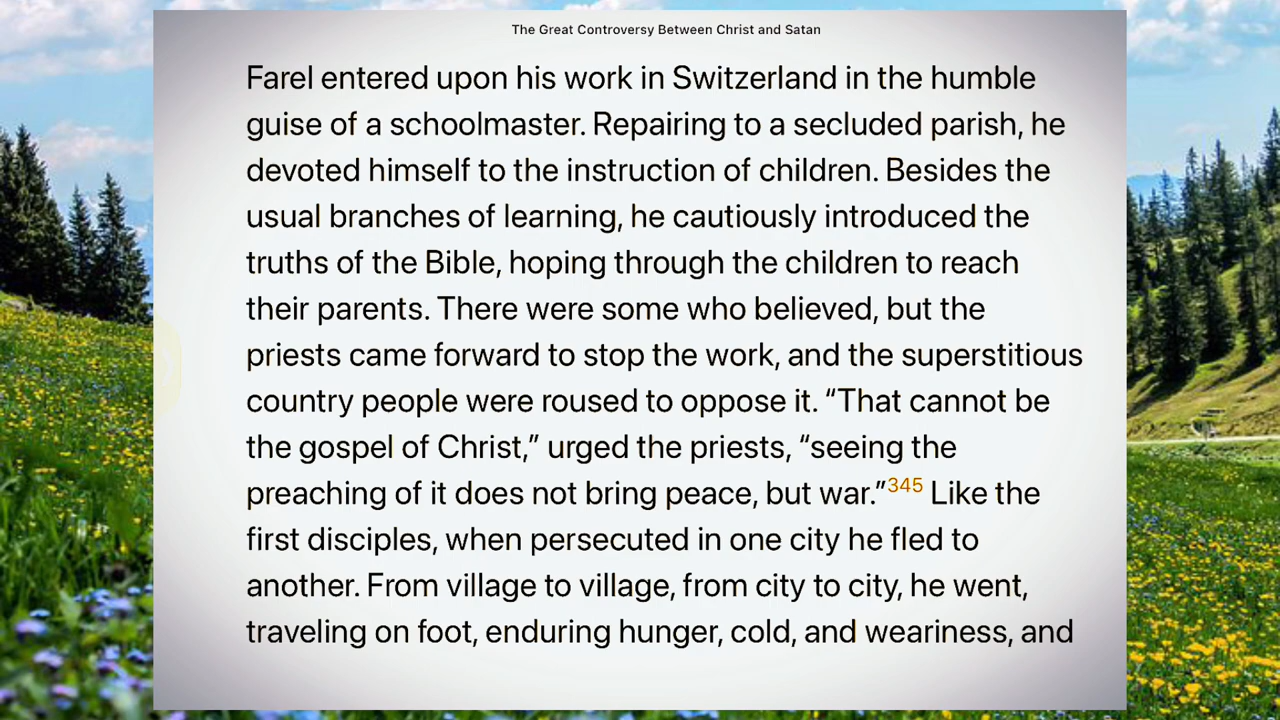 The Great Controversy Between Christ and Satan
Farel entered upon his work in Switzerland in the humble
guise of a schoolmaster. Repairing to a secluded parish, he
devoted himself to the instruction of children. Besides the
usual branches of learning, he cautiously introduced the
truths of the Bible, hoping through the children to reach
their parents. There were some who believed, but the
priests came forward to stop the work, and the superstitious
country people were roused to oppose it. “That cannot be
the gospel of Christ,” urged the priests, “seeing the
preaching of it does not bring peace, but war.”345 Like the
first disciples, when persecuted in one city he fled to
another. From village to village, from city to city, he went,
traveling on foot, enduring hunger, cold, and weariness, and